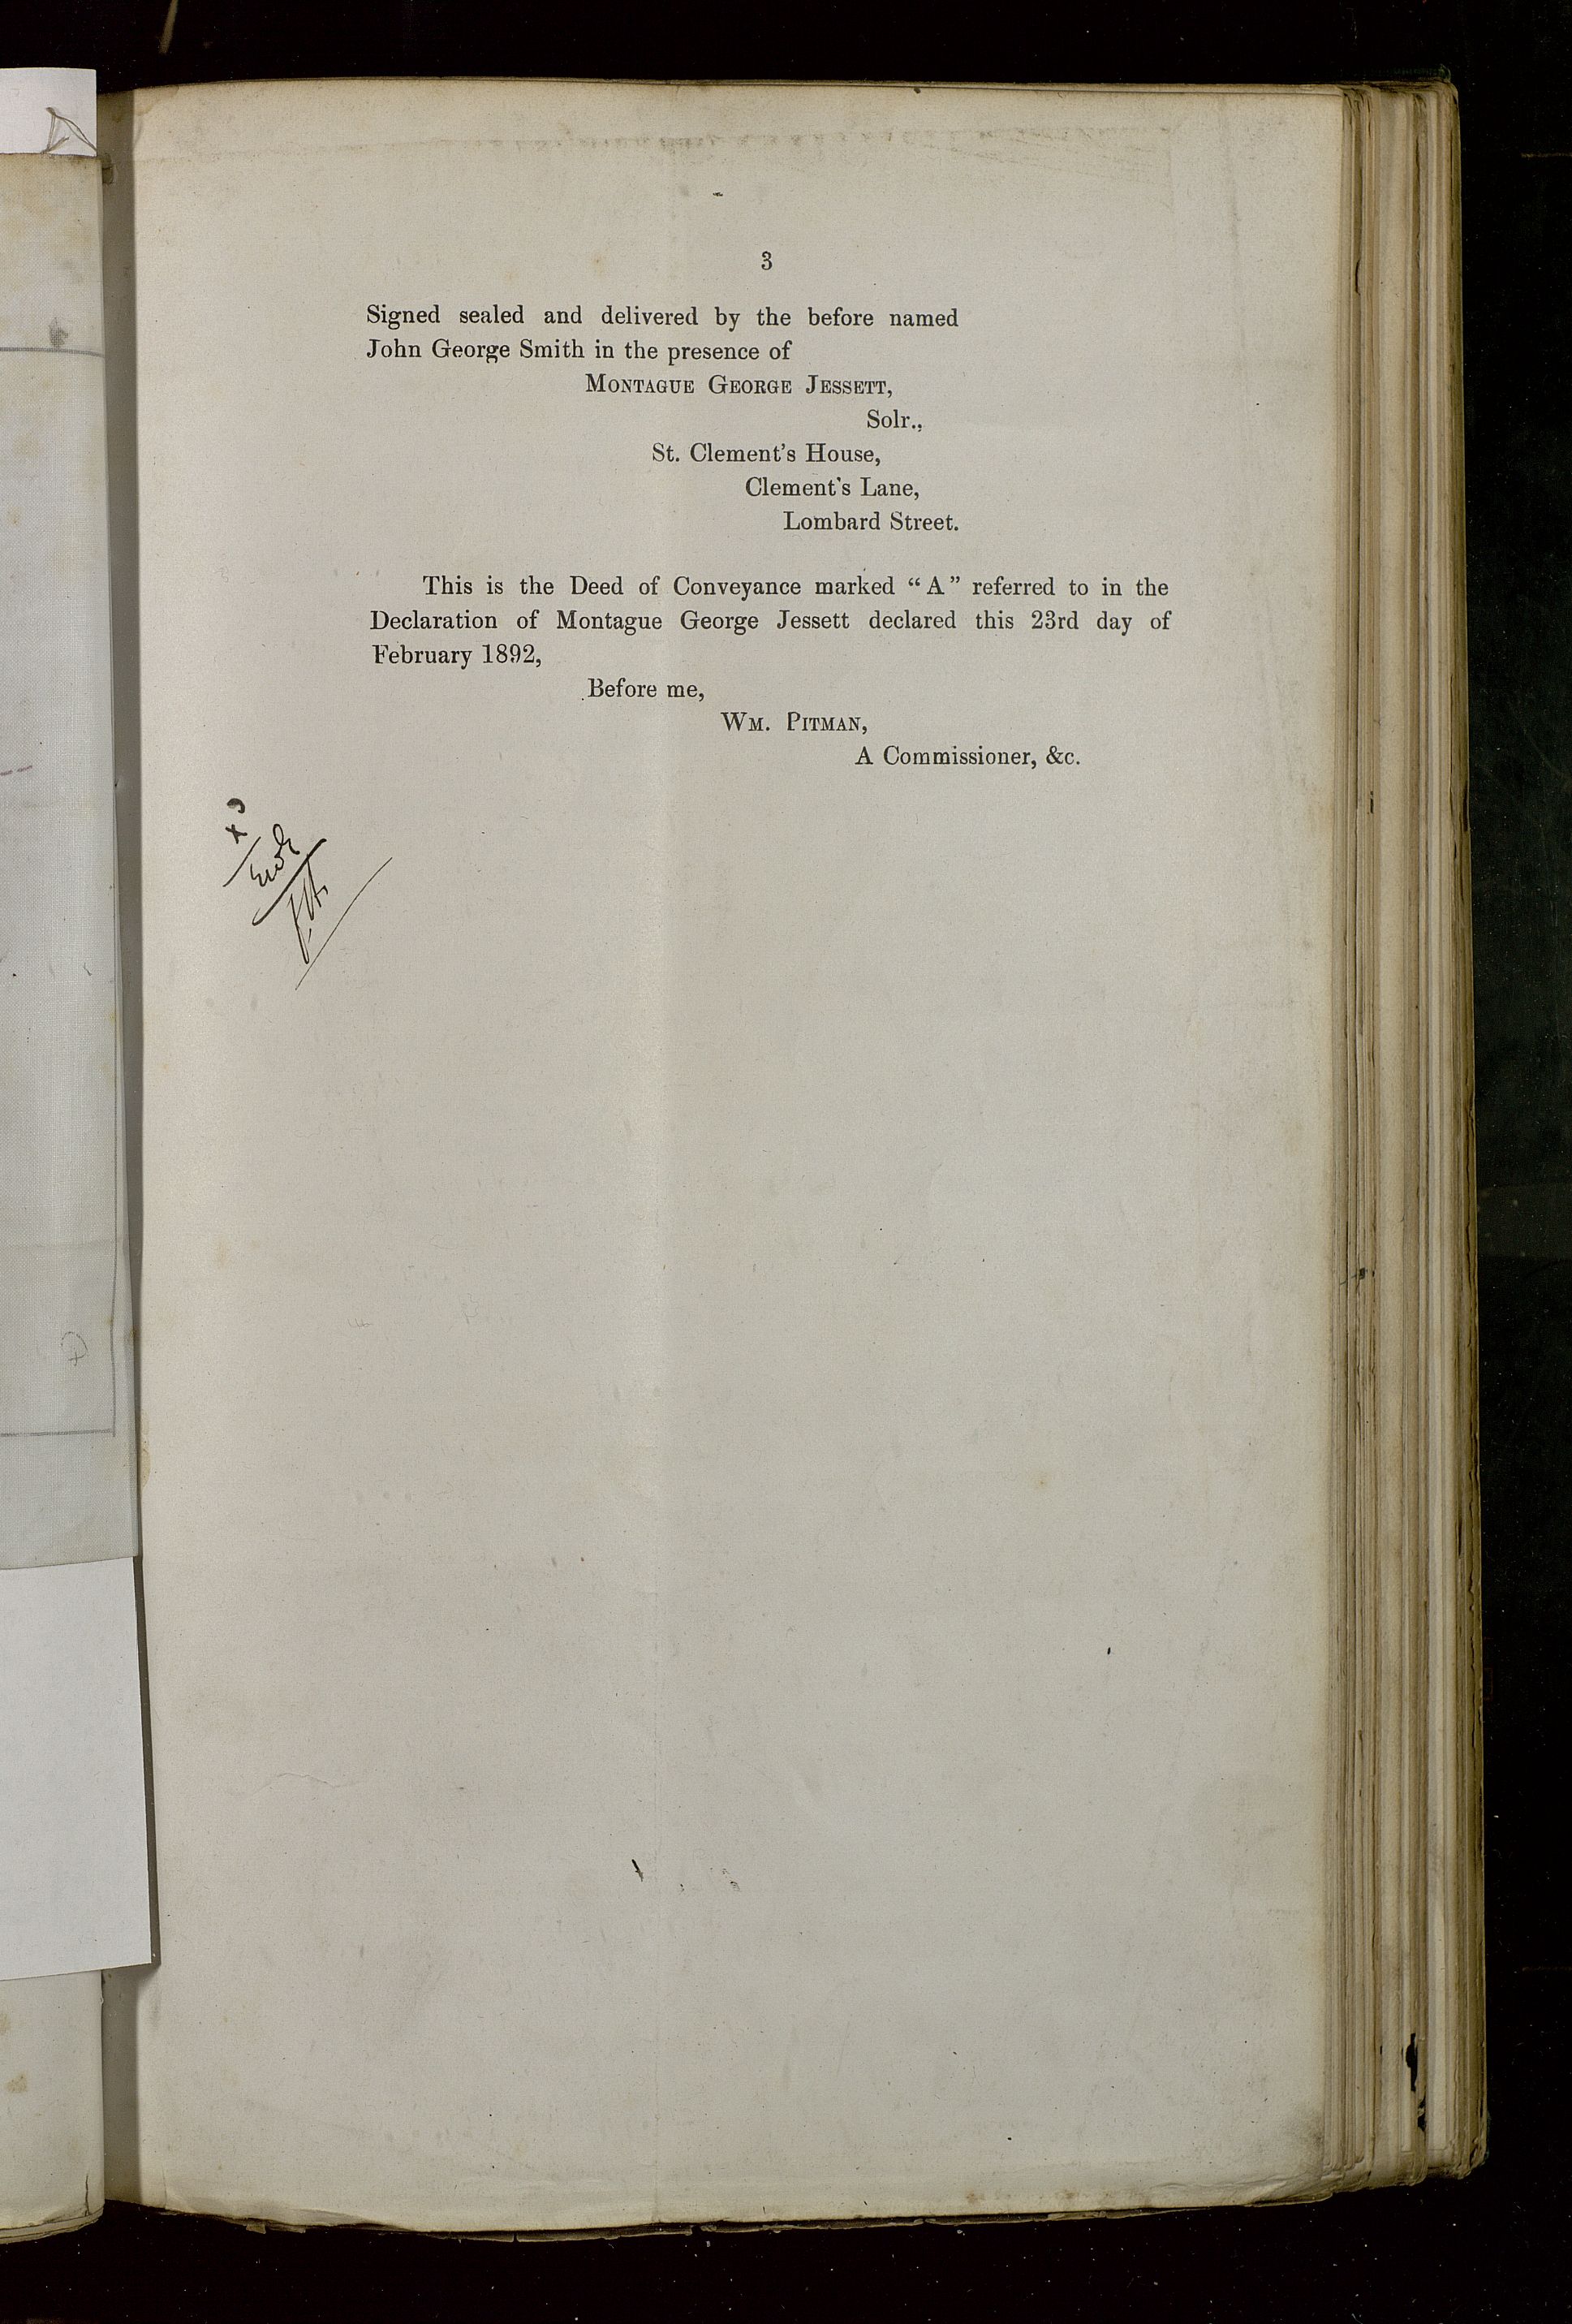 3
Signed sealed and delivered by the before named
John George Smith in the presence of
MONTAGUE GEORGE JESSETT,
Solr.,
St. Clement's House,
Clement's Lane,
Lombard Street.
This is the Deed of Conveyance marked “A” referred to in the
Declaration of Montague George Jessett declared this 23rd day of
February 1892,
Before me,
WM. PITMAN,
A Commissioner, &c.